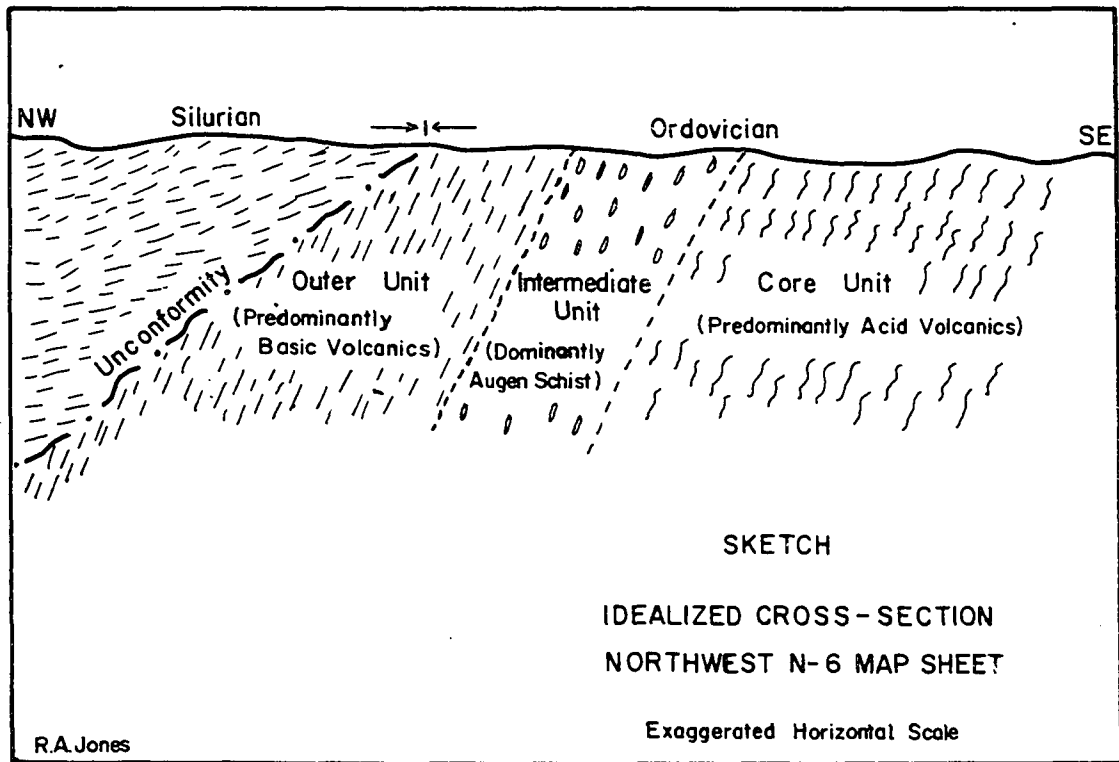 NW
Silurian
Ordovician
SE
Unconformity
Outer Unit
(Predominantly
Basic Volcanics)
Intermediate
Unit
(Dominantly
Augen Schist)
Core Unit
(Predominantly Acid Volcanics)
SKETCH
IDEALIZED CROSS-SECTION
NORTHWEST N-6 MAP SHEET
Exaggerated Horizontal Scale
R.A. Jones